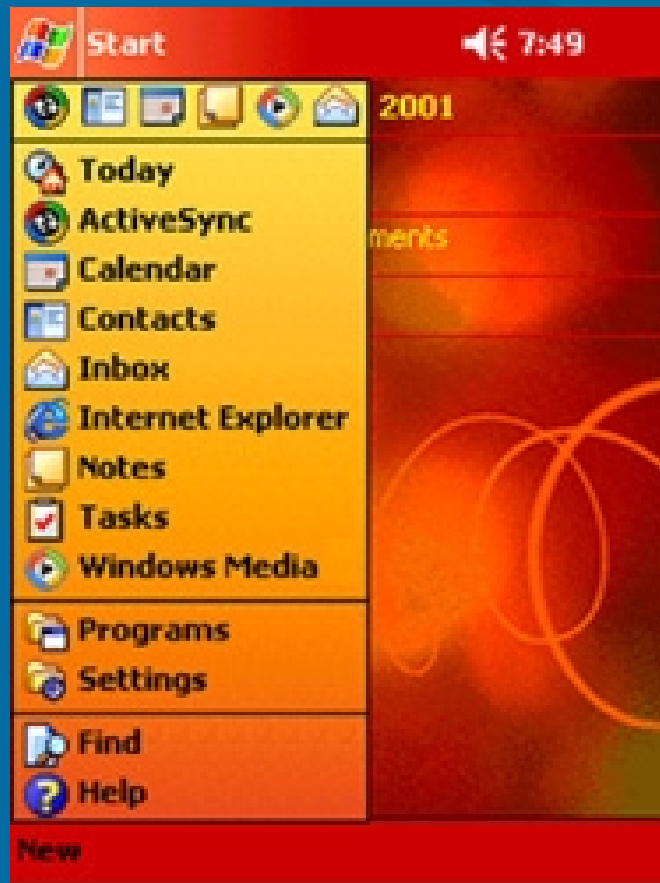 Start 7:49
2001
Today
ActiveSync
ments
Calendar
Contacts
Inbox
Internet Explorer
Notes
Tasks
Windows Media
Programs
Settings
Find
Help
New